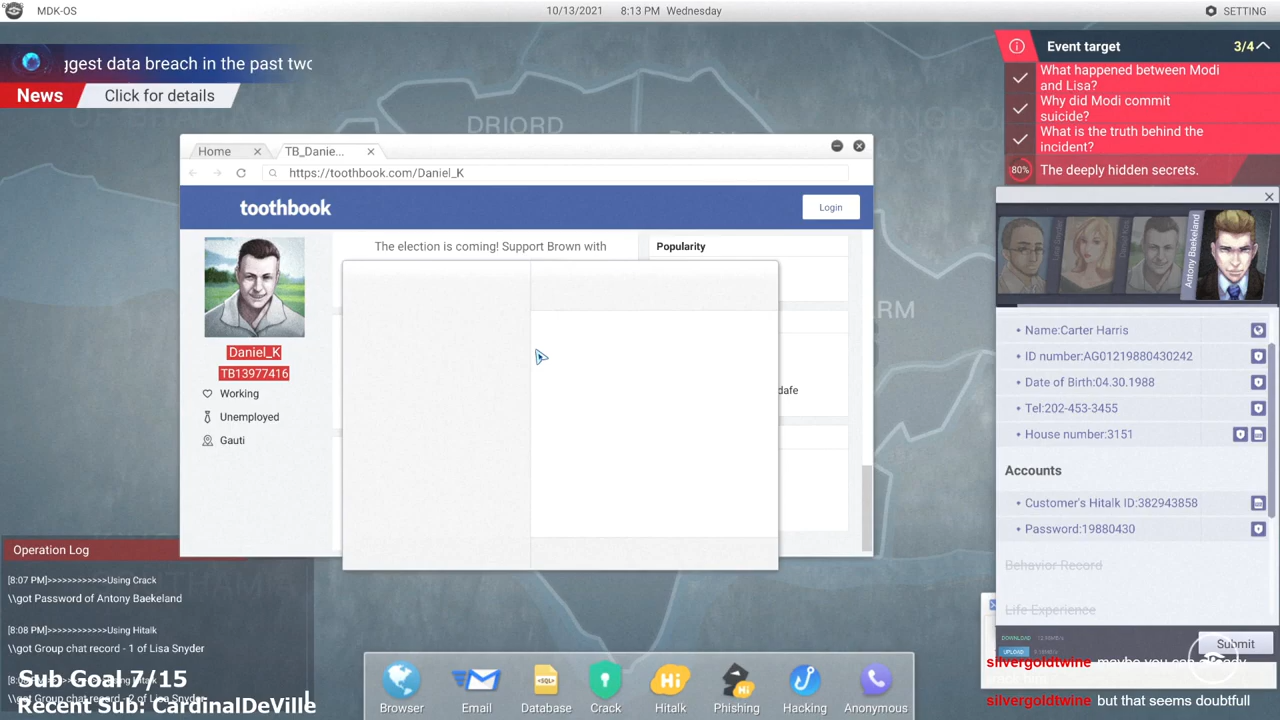 MDK-OS
10/13/2021 8:13 PM Wednesday
SETTING
ggest data breach in the past two
News
Click for details
Event target
3/4
What happened between Modi
and Lisa?
Why did Modi commit
suicide?
What is the truth behind the
incident?
80%
The deeply hidden secrets.
DRIORD
Home
TB_Danie...
https://toothbook.com/Daniel_K
toothbook
Login
The election is coming! Support Brown with
Popularity
Daniel_K
TB13977416
Working
Unemployed
Gauti
dafe
Antony Baekeland
Name:Carter Harris
ID number:AG01219880430242
Date of Birth:04.30.1988
Tel:202-453-3455
House number:3151
Accounts
Customer's Hitalk ID:382943858
Password:19880430
Behavior Record
Life Experience
DOWNLOAD
UPLOAD
Submit
Operation Log
[8:07 PM]>>>>>>>>>>>>Using Crack
\\got Password of Antony Baekeland
[8:08 PM]>>>>>>>>>>>>Using Hitalk
\\got Group chat record - 1 of Lisa Snyder
\\got Group chat record - 2 of Lisa Snyder
Sub Goal 7/15
Recent Sub: CardinalDeVille
Browser
Email
Database
Crack
Hitalk
Phishing
Hacking
Anonymous
silvergoldtwine maybe you can
silvergoldtwine but that seems doubtfull